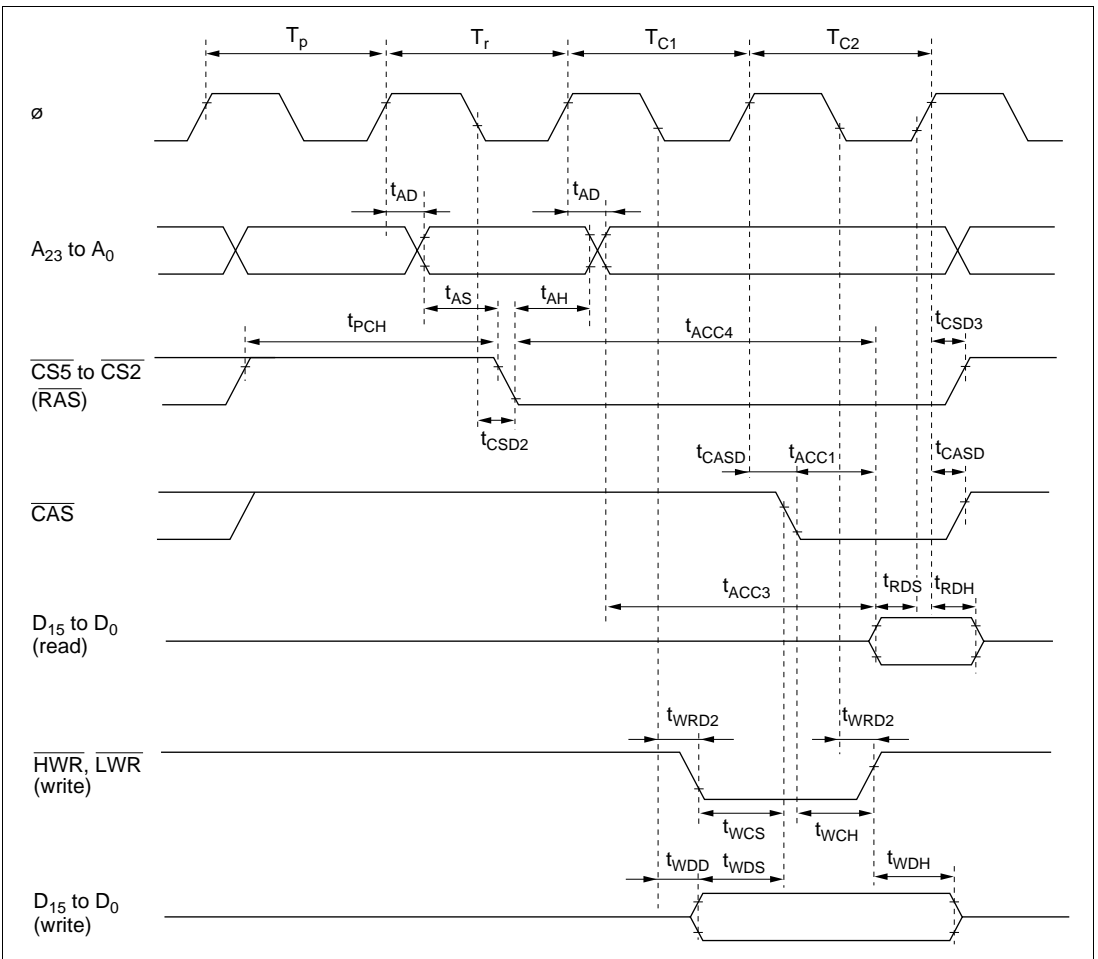 Tp Tr TC1 TC2
ø
tAD tAD
A23 to A0
tAS tAH
tPCH tACC4 tCSD3
CS5 to CS2
(RAS)
tCSD2
tCASD tACC1 tCASD
CAS
tACC3 tRDS tRDH
D15 to D0
(read)
tWRD2 tWRD2
HWR, LWR
(write)
tWCS tWCH
tWDD tWDS tWDH
D15 to D0
(write)